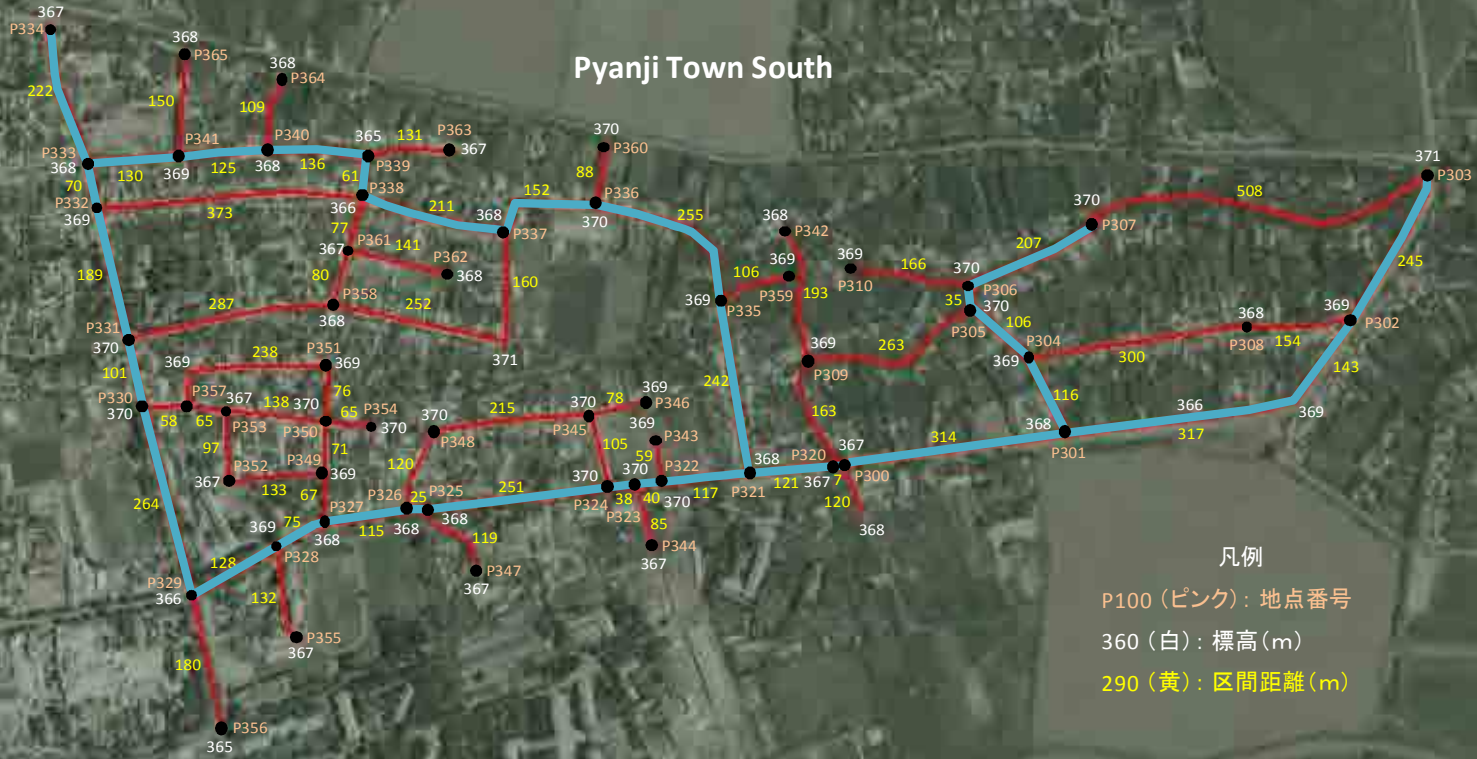 Pyanji Town South
367
P334
222
368
P365
150
368
P364
109
P341
P340
365
131
P363
367
P333
368
130
369
125
368
136
P339
61
P338
370
P360
88
70
P332
369
373
366
211
368
P337
152
P336
370
255
77
P361
367
141
P362
368
189
80
287
P358
368
252
160
371
P331
370
101
369
238
P351
369
76
P330
370
P357
58
65
367
P353
138
370
P350
65
P354
370
71
97
P352
367
133
P349
369
67
P327
368
264
75
369
P328
115
128
P329
366
132
P355
367
180
P356
365
P326
368
25
P325
368
120
370
P348
215
119
P347
367
251
P345
370
78
369
P346
105
369
P343
59
P322
370
370
P324
38
370
P323
40
85
P344
367
117
P335
369
106
368
P342
369
P359
193
242
368
P321
121
369
P309
263
163
P320
367
367
P300
7
120
368
369
P310
166
370
P306
35
370
P305
207
370
P307
508
371
P303
245
106
P304
369
300
368
P308
154
369
P302
143
116
368
P301
314
366
317
369
凡例
P100 (ピンク) : 地点番号
360 (白) : 標高(m)
290 (黄) : 区間距離(m)